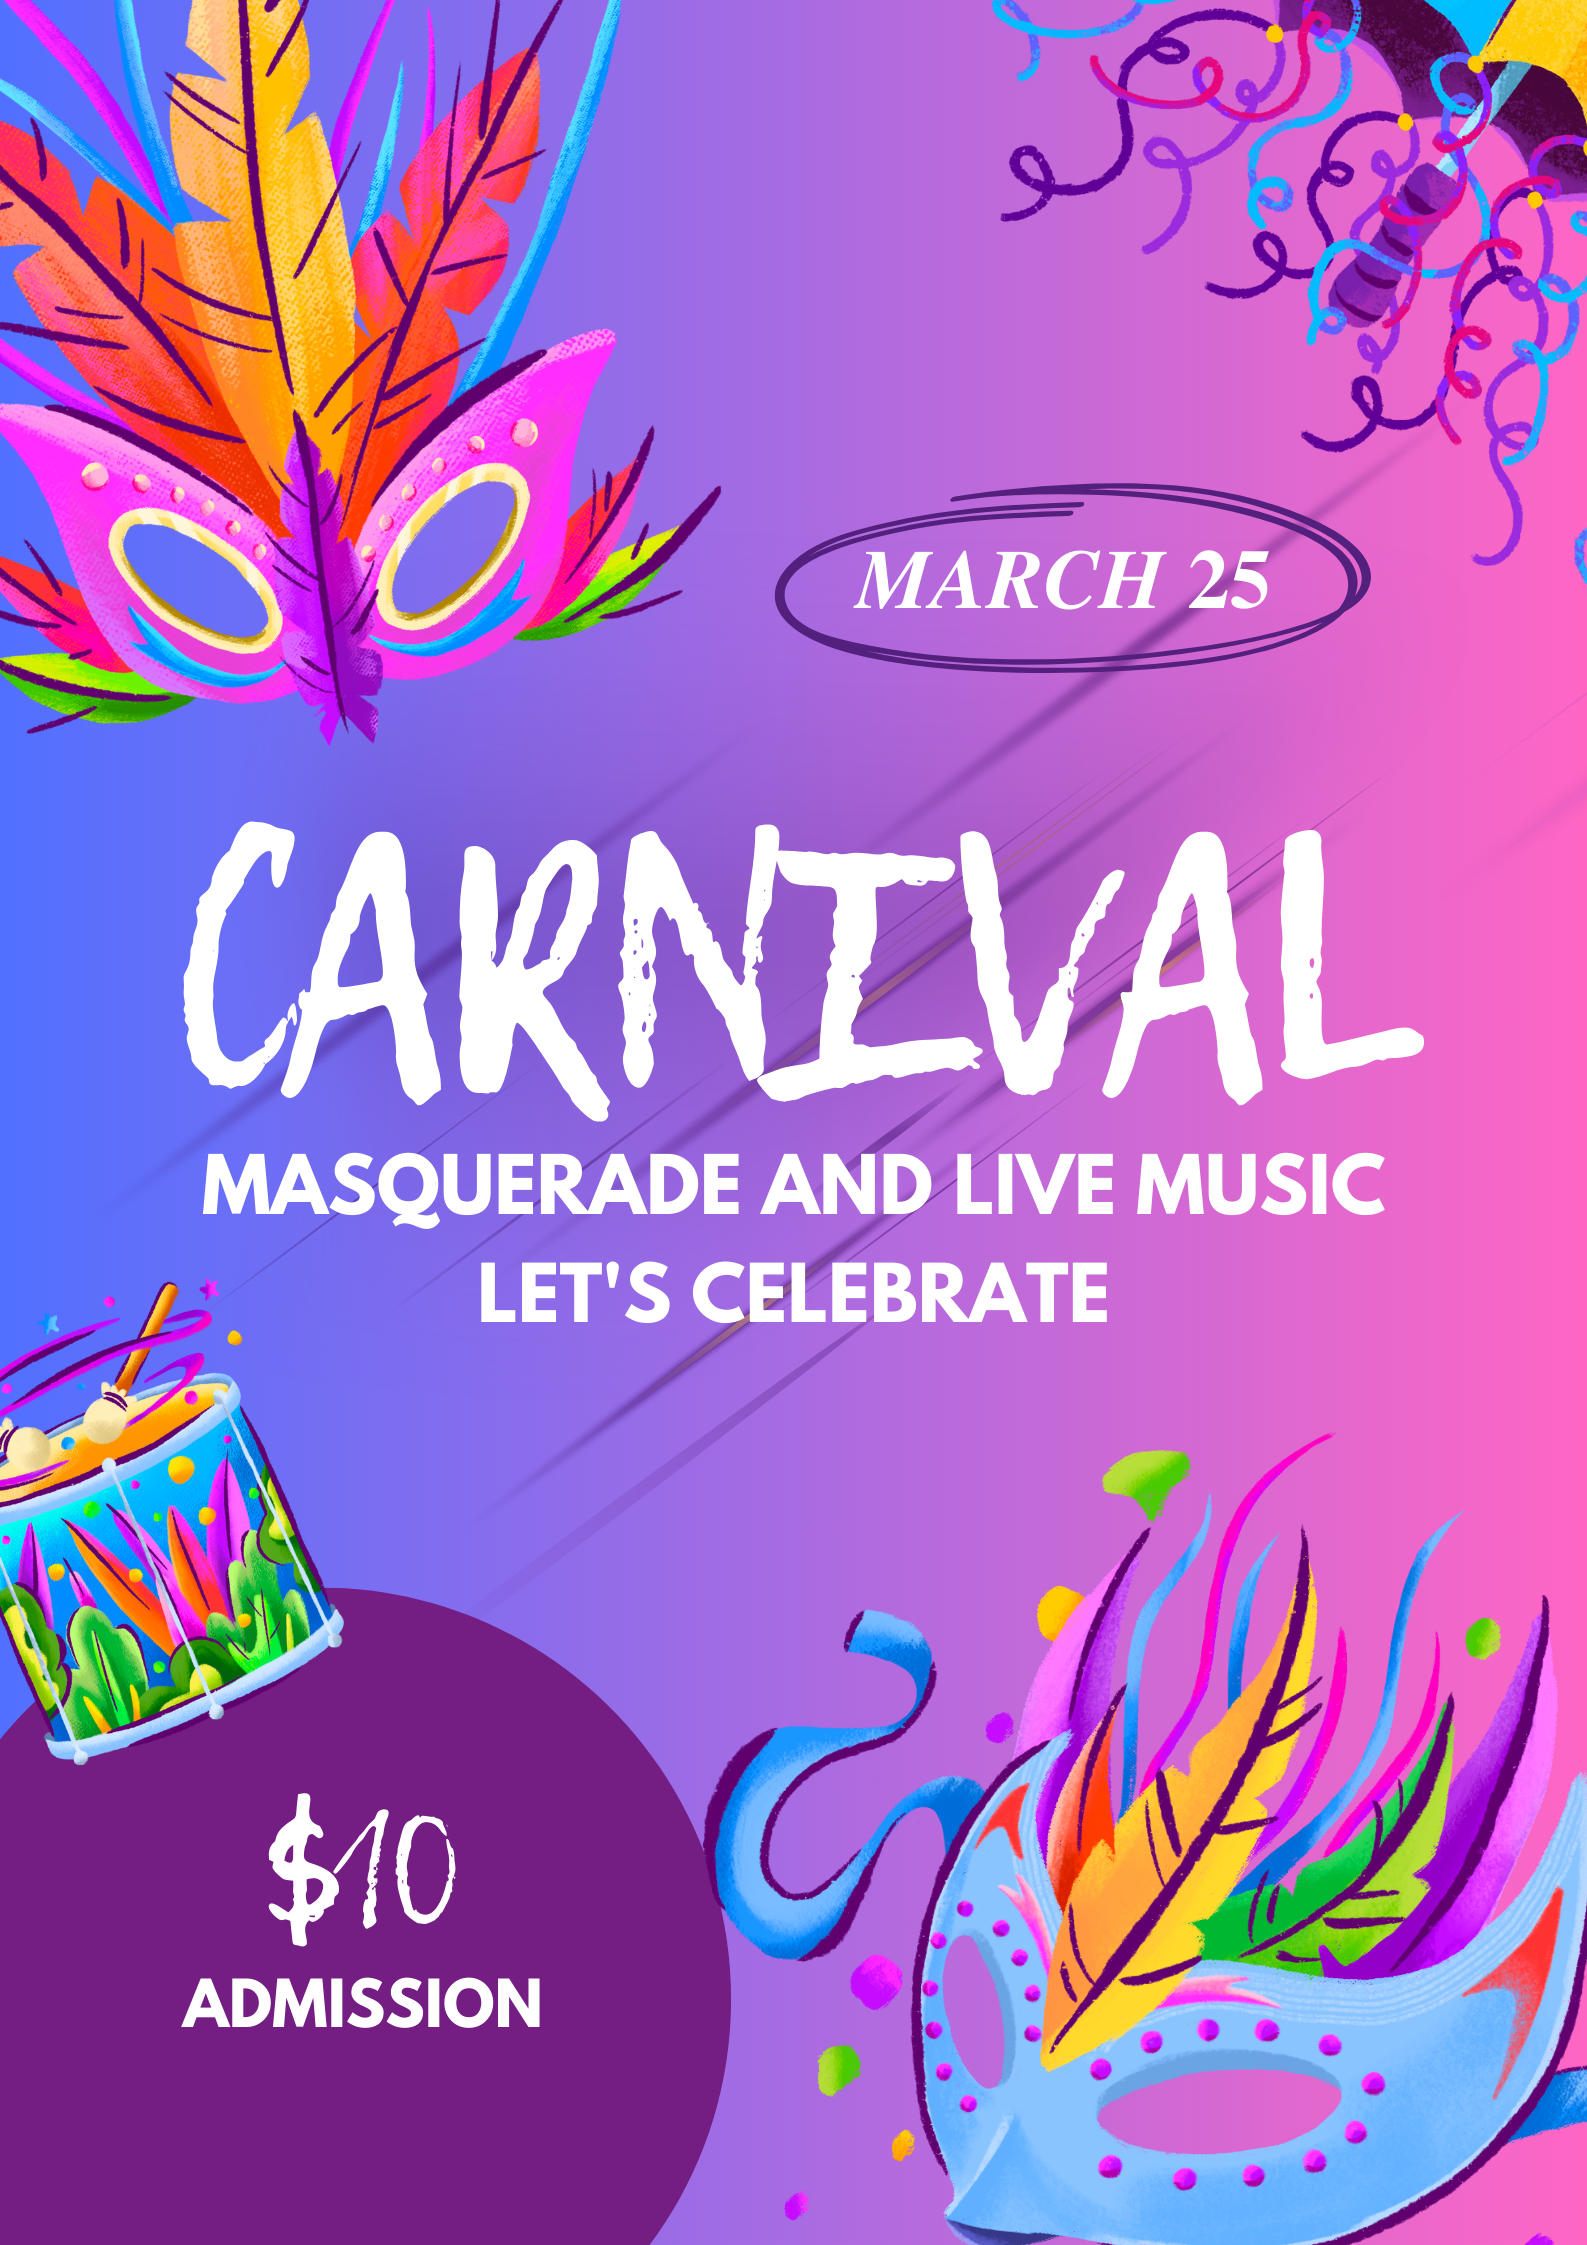 MARCH 25
CARNIVAL
MASQUERADE AND LIVE MUSIC
LET'S CELEBRATE
$10
ADMISSION